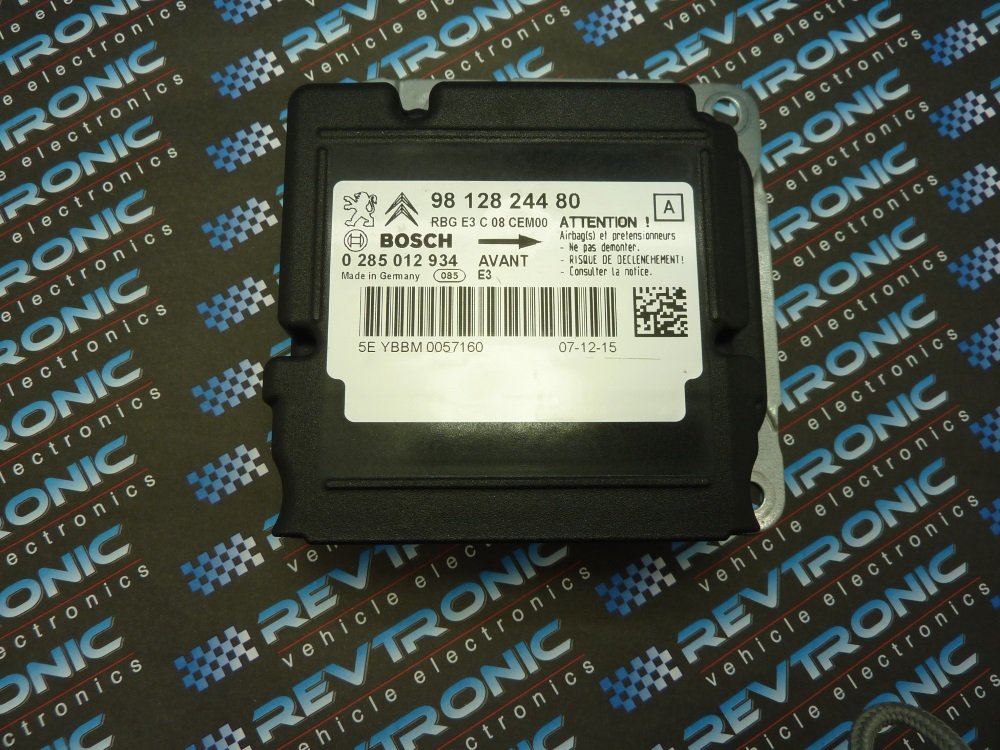 98 128 244 80
RBG E3 C 08 CEM00
BOSCH
0 285 012 934 AVANT
Made in Germany 085 E3
ATTENTION !
A
Airbag(s) et pretensionneurs
- Ne pas demonter.
- RISQUE DE DECLENCHEMENT!
- Consulter la notice.
5E YBBM 0057160 07-12-15
REVTRONIC
vehicle electronics